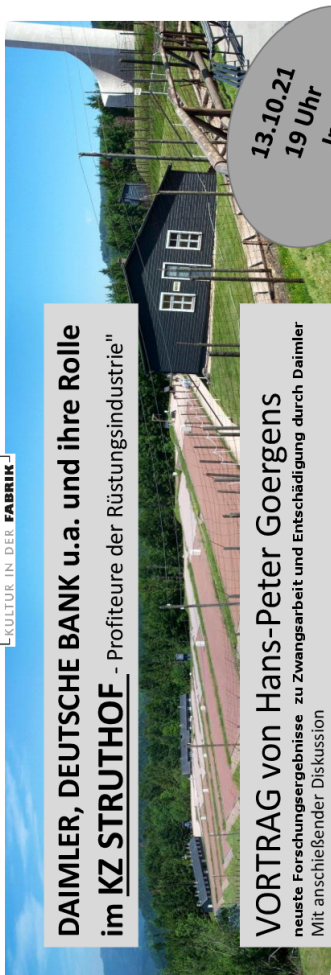 KULTUR IN DER FABRIK
DAIMLER, DEUTSCHE BANK u.a. und ihre Rolle
im KZ STRUTHOF - Profiteure der Rüstungsindustrie"
13.10.21
19 Uhr
VORTRAG von Hans-Peter Goergens
neuste Forschungsergebnisse zu Zwangsarbeit und Entschädigung durch Daimler
Mit anschießender Diskussion